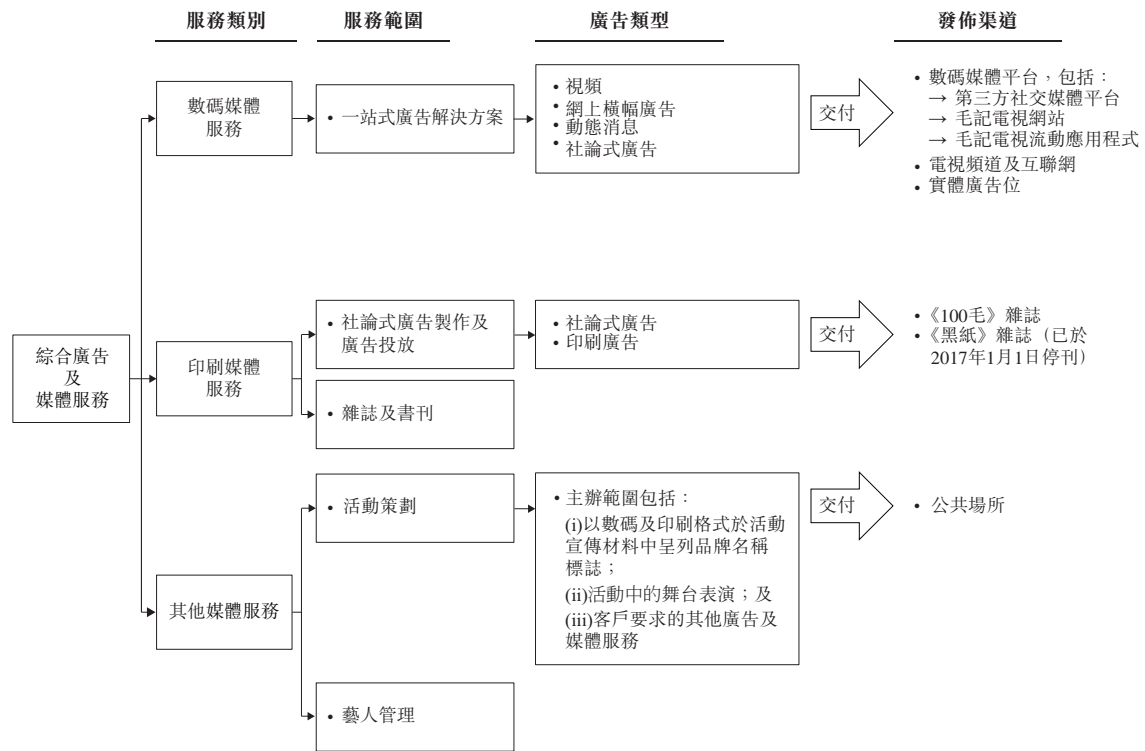 服務類別
服務範圍
廣告類型
發佈渠道
數碼媒體
服務
• 一站式廣告解決方案
• 視頻
• 網上橫幅廣告
• 動態消息
• 社論式廣告
交付
• 數碼媒體平台，包括：
→ 第三方社交媒體平台
→ 毛記電視網站
→ 毛記電視流動應用程式
• 電視頻道及互聯網
• 實體廣告位
綜合廣告
及
媒體服務
印刷媒體
服務
• 社論式廣告製作及
廣告投放
• 社論式廣告
• 印刷廣告
交付
• 《100毛》雜誌
• 《黑紙》雜誌（已於
2017年1月1日停刊）
• 雜誌及書刊
其他媒體服務
• 活動策劃
• 主辦範圍包括：
(i)以數碼及印刷格式於活動
宣傳材料中呈列品牌名稱
標誌；
(ii)活動中的舞台表演；及
(iii)客戶要求的其他廣告及
媒體服務
交付
• 公共場所
• 藝人管理